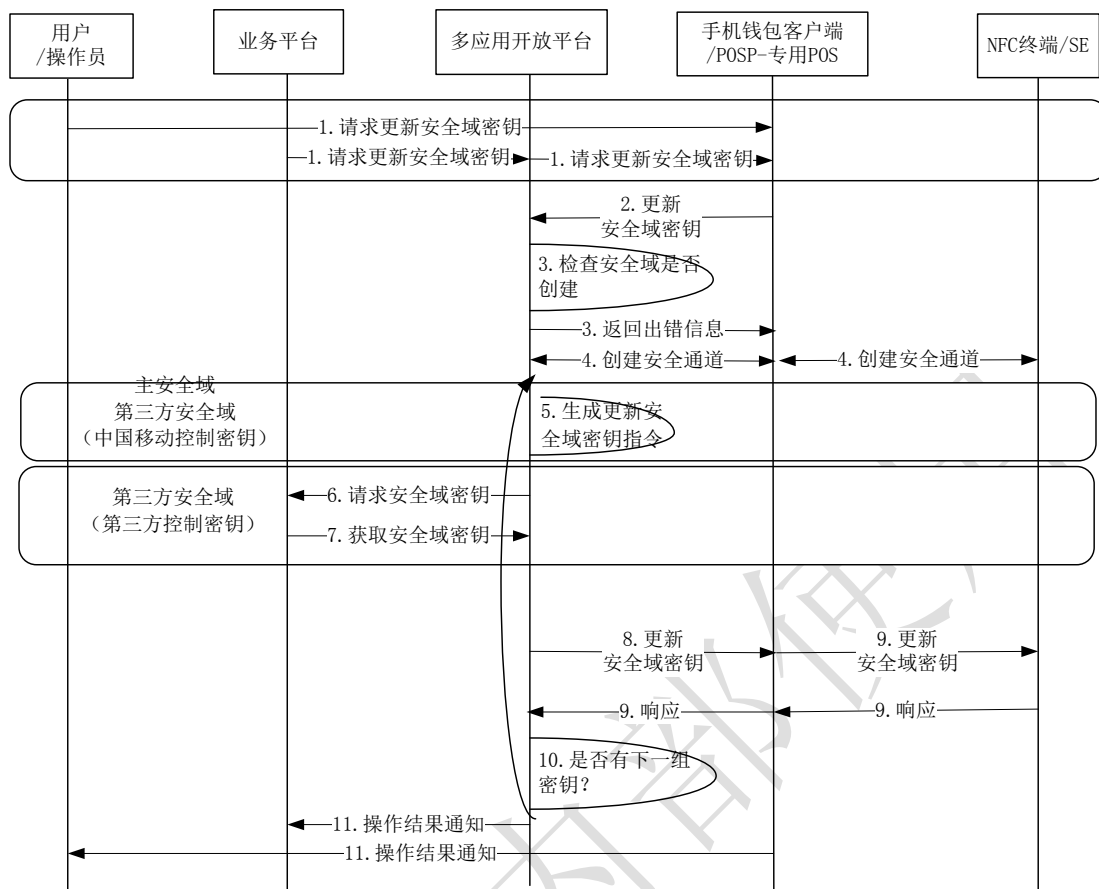 用户
/操作员
业务平台
多应用开放平台
手机钱包客户端
/POSP-专用POS
NFC终端/SE
1.请求更新安全域密钥
1.请求更新安全域密钥
1.请求更新安全域密钥
2.更新
安全域密钥
3.检查安全域是否
创建
3.返回出错信息
4.创建安全通道
4.创建安全通道
主安全域
第三方安全域
（中国移动控制密钥）
5.生成更新安
全域密钥指令
第三方安全域
（第三方控制密钥）
6.请求安全域密钥
7.获取安全域密钥
8.更新
安全域密钥
9.更新
安全域密钥
9.响应
9.响应
10.是否有下一组
密钥？
11.操作结果通知
11.操作结果通知
内部使